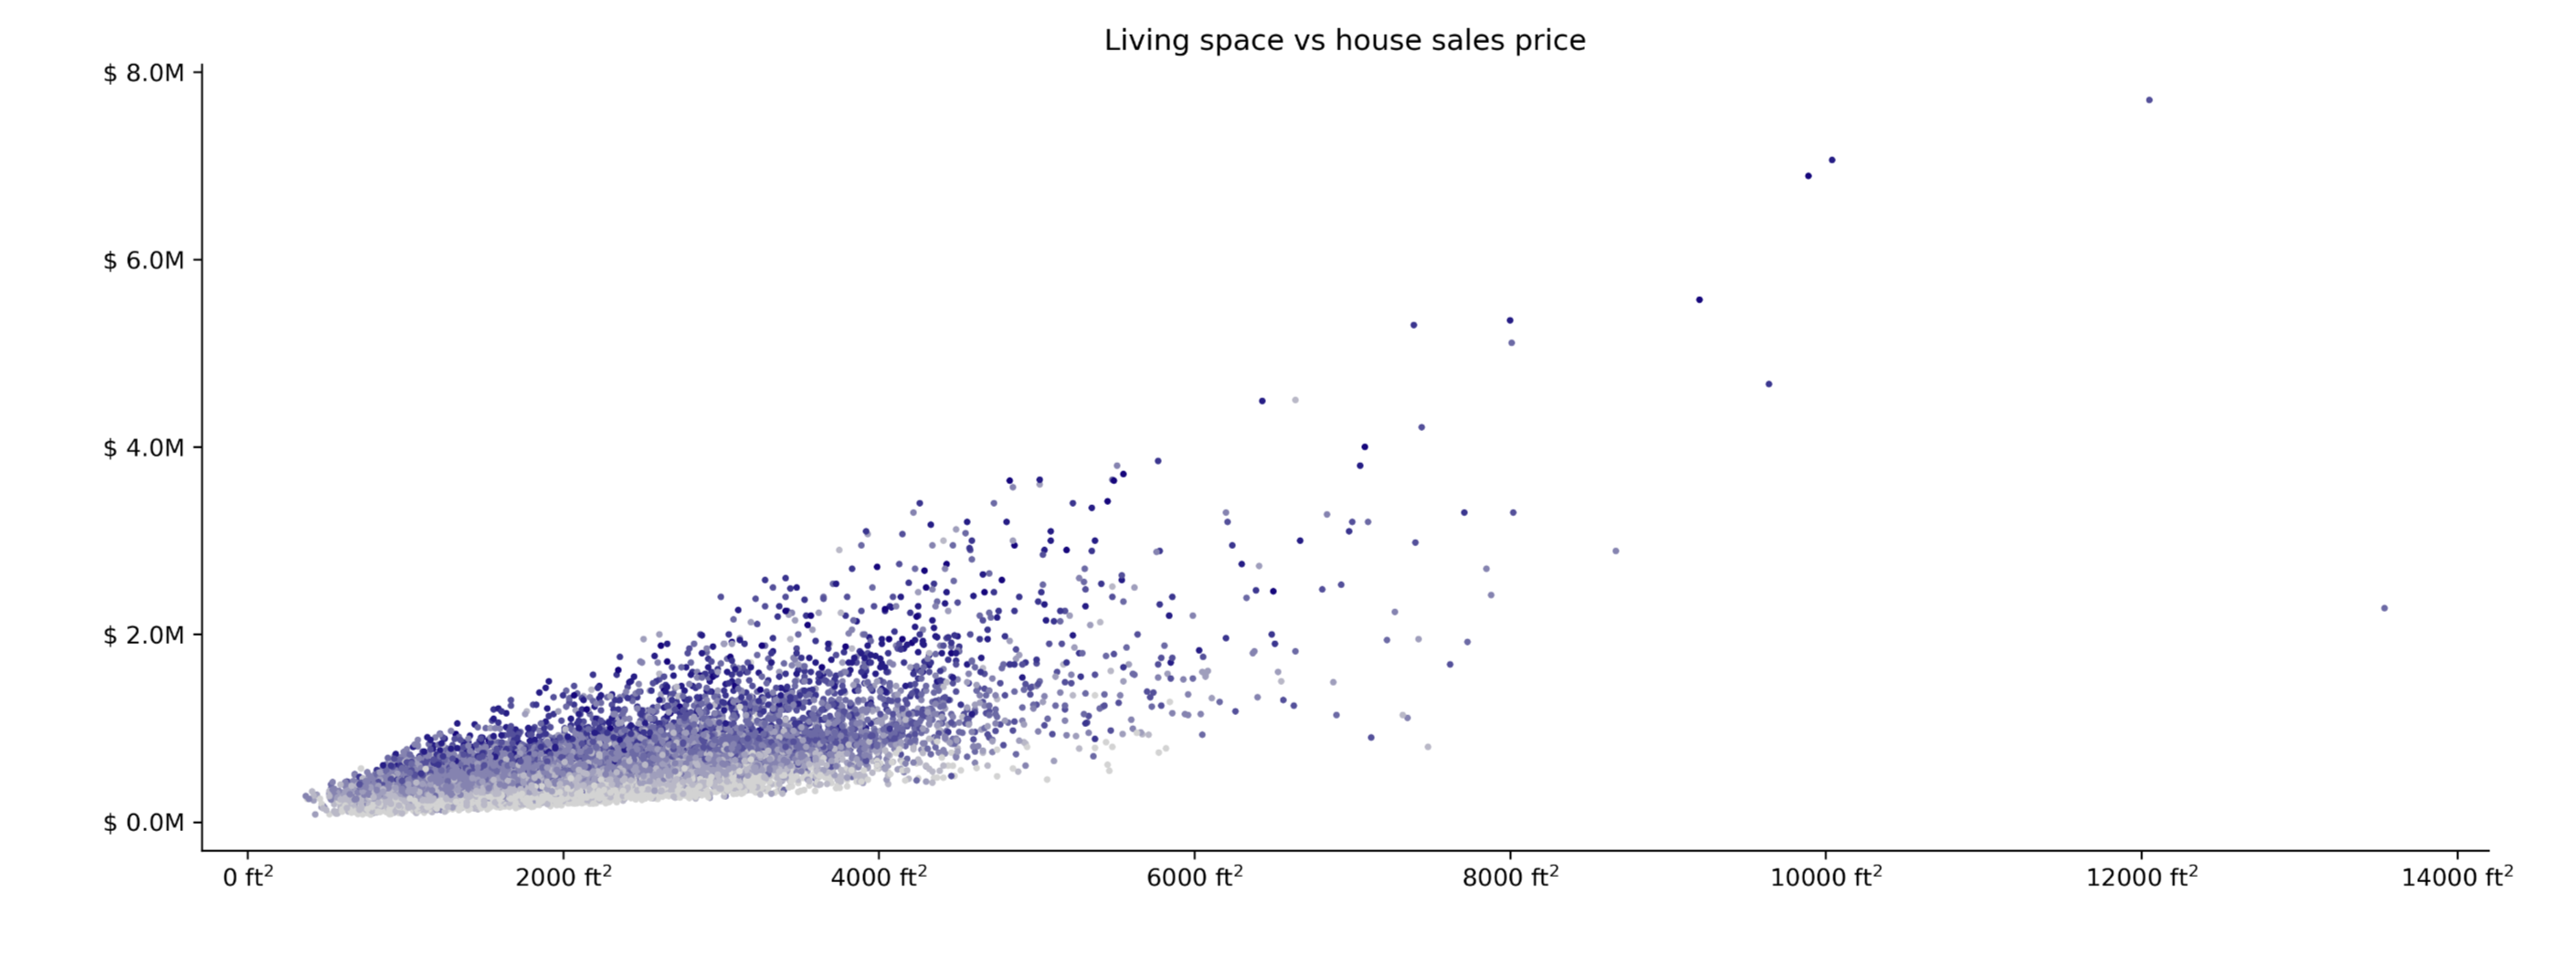 Living space vs house sales price
$ 8.0M
$ 6.0M
$ 4.0M
$ 2.0M
$ 0.0M
0 ft² 2000 ft² 4000 ft² 6000 ft² 8000 ft² 10000 ft² 12000 ft² 14000 ft²